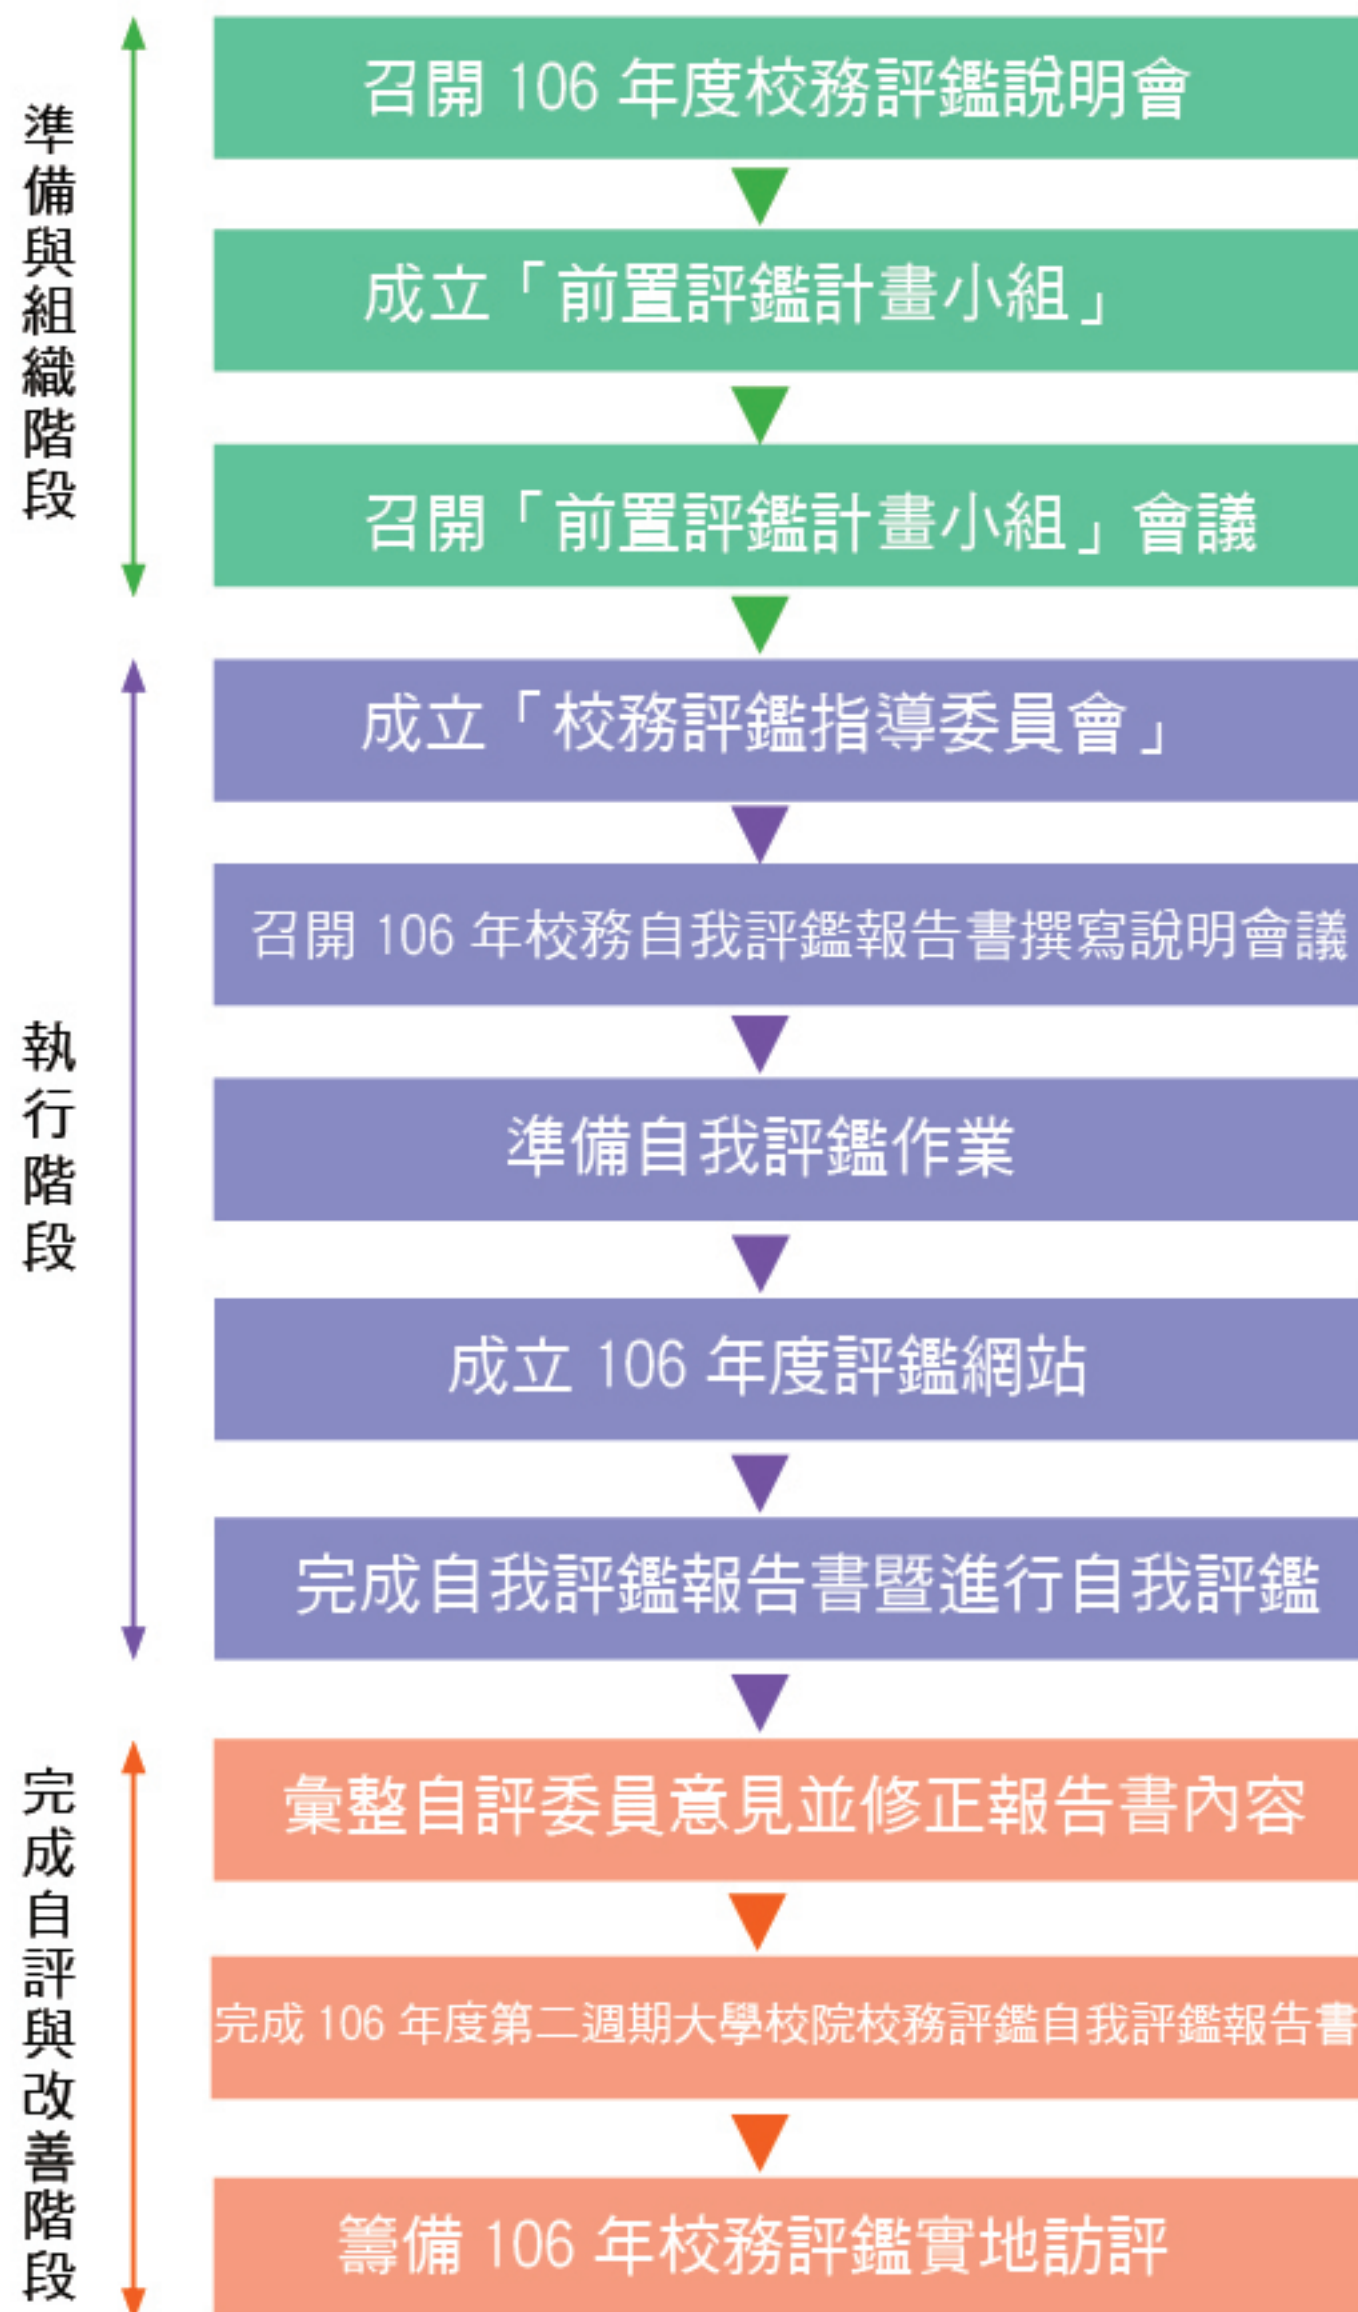 準備與組織階段
召開 106 年度校務評鑑說明會
成立「前置評鑑計畫小組」
召開「前置評鑑計畫小組」會議
執行階段
成立「校務評鑑指導委員會」
召開 106 年校務自我評鑑報告書撰寫說明會議
準備自我評鑑作業
成立 106 年度評鑑網站
完成自我評鑑報告書暨進行自我評鑑
完成自評與改善階段
彙整自評委員意見並修正報告書內容
完成 106 年度第二週期大學校院校務評鑑自我評鑑報告書
籌備 106 年校務評鑑實地訪評